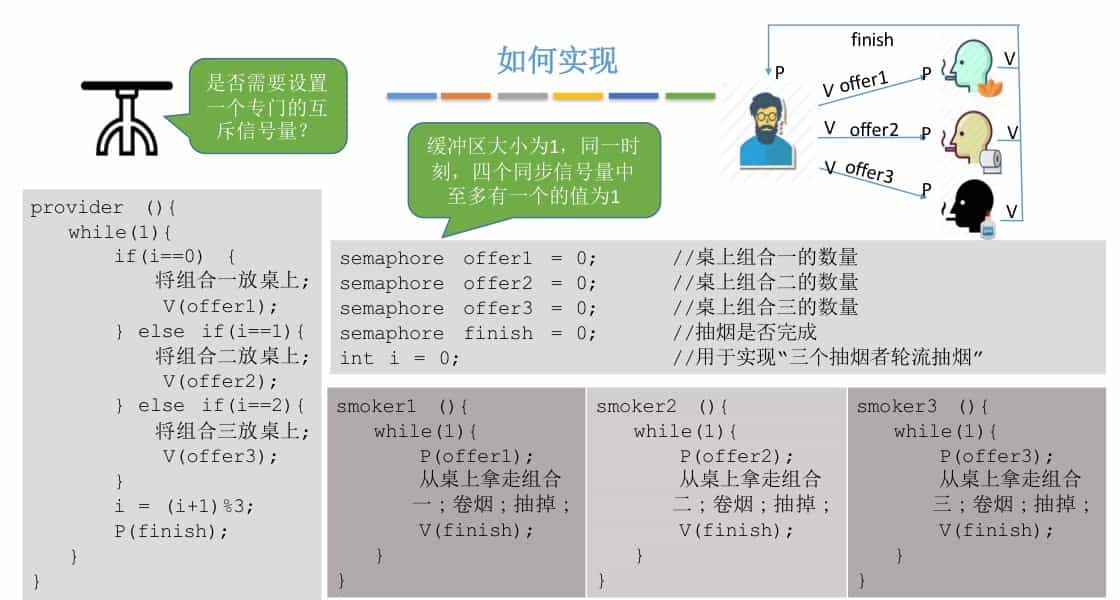 如何实现
是否需要设置
一个专门的互
斥信号量？
缓冲区大小为1，同一时
刻，四个同步信号量中
至多有一个的值为1
finish
P
V offer1 P
V
V offer2 P
V
V offer3
P
V
provider (){
while(1){
if(i==0) {
将组合一放桌上;
V(offer1);
} else if(i==1){
将组合二放桌上;
V(offer2);
} else if(i==2){
将组合三放桌上;
V(offer3);
}
i = (i+1)%3;
P(finish);
}
}
semaphore offer1 = 0; //桌上组合一的数量
semaphore offer2 = 0; //桌上组合二的数量
semaphore offer3 = 0; //桌上组合三的数量
semaphore finish = 0; //抽烟是否完成
int i = 0; //用于实现“三个抽烟者轮流抽烟”
smoker1 (){
while(1){
P(offer1);
从桌上拿走组合
一；卷烟；抽掉；
V(finish);
}
}
smoker2 (){
while(1){
P(offer2);
从桌上拿走组合
二；卷烟；抽掉；
V(finish);
}
}
smoker3 (){
while(1){
P(offer3);
从桌上拿走组合
三；卷烟；抽掉；
V(finish);
}
}